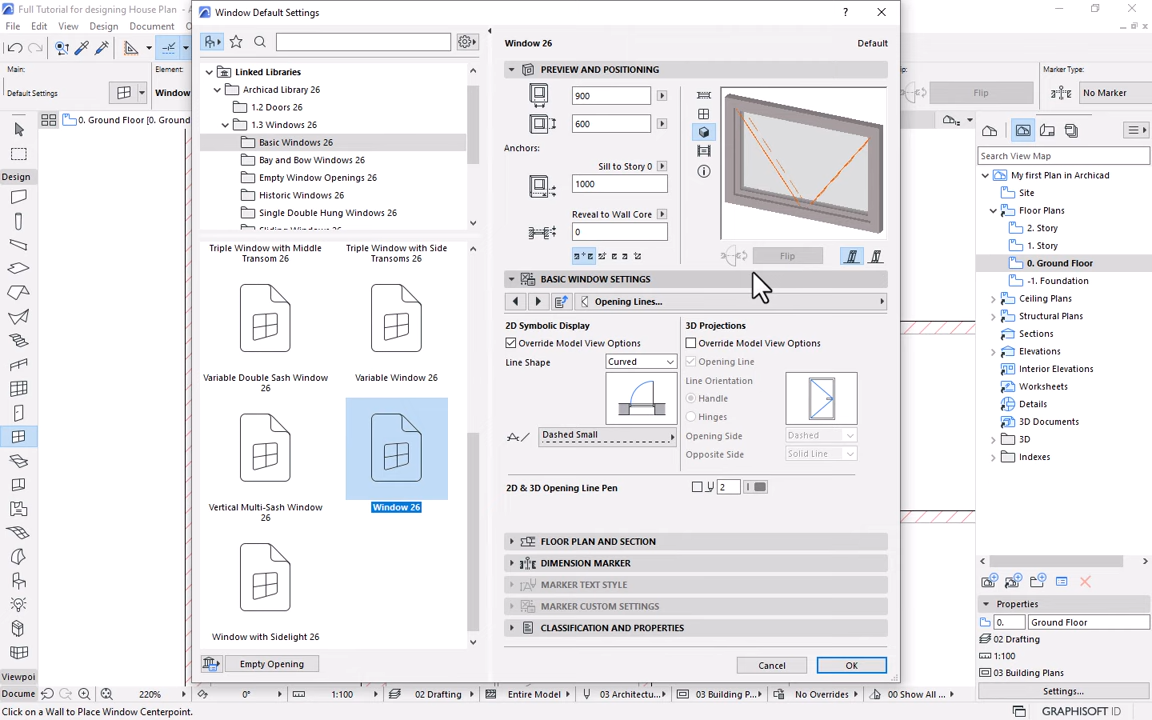 Full Tutorial for designing House Plan - A
Window Default Settings
?
File Edit View Design Document
Main:
Element:
Default Settings
Window
0. Ground Floor [0. Ground
Design
Viewpoi
Docume
Linked Libraries
Archicad Library 26
1.2 Doors 26
1.3 Windows 26
Basic Windows 26
Bay and Bow Windows 26
Empty Window Openings 26
Historic Windows 26
Single Double Hung Windows 26
Sliding Windows 26
Triple Window with Middle Transom 26
Triple Window with Side Transoms 26
Variable Double Sash Window 26
Variable Window 26
Vertical Multi-Sash Window 26
Window 26
Window with Sidelight 26
Empty Opening
Window 26
Default
PREVIEW AND POSITIONING
900
600
Anchors:
Sill to Story 0
1000
Reveal to Wall Core
0
Flip
BASIC WINDOW SETTINGS
Opening Lines...
2D Symbolic Display
Override Model View Options
Line Shape
Curved
Dashed Small
3D Projections
Override Model View Options
Opening Line
Line Orientation
Handle
Hinges
Opening Side
Dashed
Opposite Side
Solid Line
2D & 3D Opening Line Pen
2
FLOOR PLAN AND SECTION
DIMENSION MARKER
MARKER TEXT STYLE
MARKER CUSTOM SETTINGS
CLASSIFICATION AND PROPERTIES
Cancel
OK
Flip
Marker Type:
No Marker
Search View Map
My first Plan in Archicad
Site
Floor Plans
2. Story
1. Story
0. Ground Floor
-1. Foundation
Ceiling Plans
Structural Plans
Sections
Elevations
Interior Elevations
Worksheets
Details
3D Documents
3D
Indexes
Properties
0.
Ground Floor
02 Drafting
1:100
03 Building Plans
Settings...
220%
0°
1:100
02 Drafting
Entire Model
03 Architectu...
03 Building P...
No Overrides
00 Show All ...
Click on a Wall to Place Window Centerpoint.
GRAPHISOFT ID